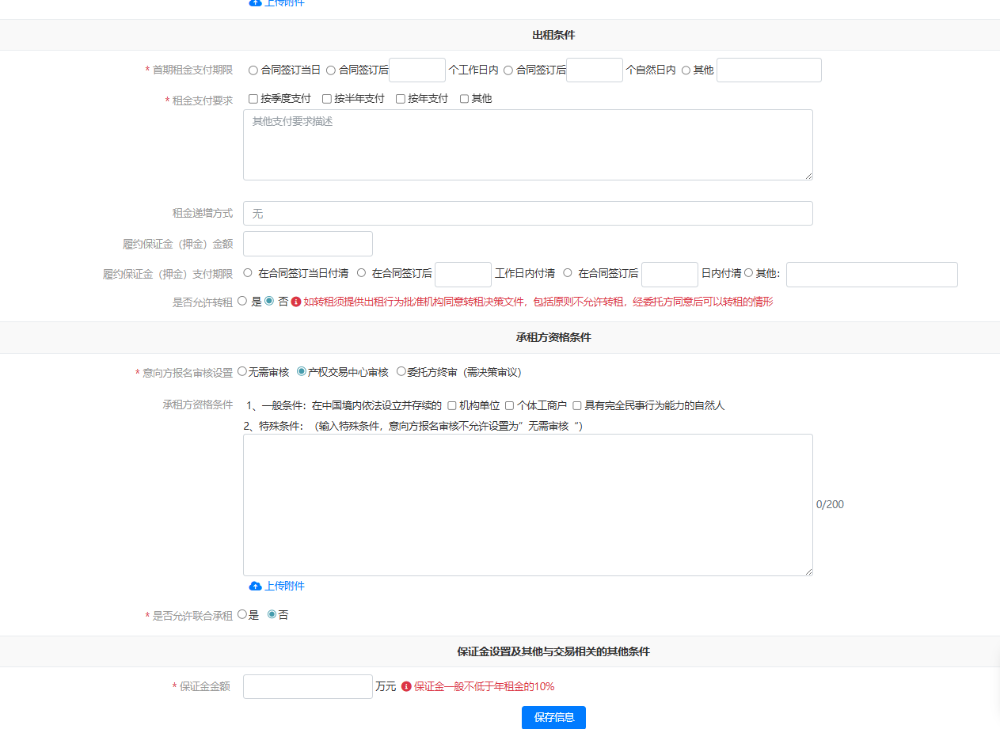 上传附件
出租条件
* 首期租金支付期限 合同签订当日 合同签订后 个工作日内 合同签订后 个自然日内 其他
* 租金支付要求 按季度支付 按半年支付 按年支付 其他
其他支付要求描述
租金递增方式 无
履约保证金（押金）金额
履约保证金（押金）支付期限 在合同签订当日付清 在合同签订后 工作日内付清 在合同签订后 日内付清 其他：
是否允许转租 是 否 如转租须提供出租行为批准机构同意转租决策文件，包括原则不允许转租，经委托方同意后可以转租的情形
承租方资格条件
* 意向方报名审核设置 无需审核 产权交易中心审核 委托方终审（需决策审议）
承租方资格条件 1、一般条件：在中国境内依法设立并存续的 机构单位 个体工商户 具有完全民事行为能力的自然人
2、特殊条件：（输入特殊条件，意向方报名审核不允许设置为”无需审核“）
0/200
上传附件
* 是否允许联合承租 是 否
保证金设置及其他与交易相关的其他条件
* 保证金金额 万元 保证金一般不低于年租金的10%
保存信息